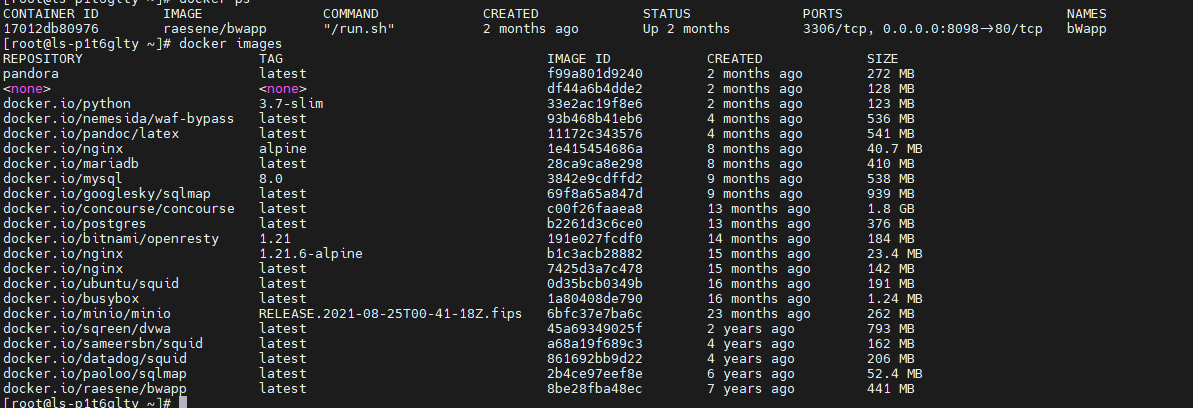 [root@ls-p1t6glty ~]# docker ps
CONTAINER ID IMAGE COMMAND CREATED STATUS PORTS NAMES
17012db80976 raesene/bwapp "/run.sh" 2 months ago Up 2 months 3306/tcp, 0.0.0.0:8098->80/tcp bWapp
[root@ls-p1t6glty ~]# docker images
REPOSITORY TAG IMAGE ID CREATED SIZE
pandora latest f99a801d9240 2 months ago 272 MB
<none> <none> df44a6b4dde2 2 months ago 128 MB
docker.io/python 3.7-slim 33e2ac19f8e6 2 months ago 123 MB
docker.io/nemesida/waf-bypass latest 93b468b41eb6 4 months ago 536 MB
docker.io/pandoc/latex latest 11172c343576 4 months ago 541 MB
docker.io/nginx alpine 1e415454686a 8 months ago 40.7 MB
docker.io/mariadb latest 28ca9ca8e298 8 months ago 410 MB
docker.io/mysql 8.0 3842e9cdffd2 9 months ago 538 MB
docker.io/googlesky/sqlmap latest 69f8a65a847d 9 months ago 939 MB
docker.io/concourse/concourse latest c00f26faaea8 13 months ago 1.8 GB
docker.io/postgres latest b2261d3c6ce0 13 months ago 376 MB
docker.io/bitnami/openresty 1.21 191e027fcdf0 14 months ago 184 MB
docker.io/nginx 1.21.6-alpine b1c3acb28882 15 months ago 23.4 MB
docker.io/nginx latest 7425d3a7c478 15 months ago 142 MB
docker.io/ubuntu/squid latest 0d35bcb0349b 16 months ago 191 MB
docker.io/busybox latest 1a80408de790 16 months ago 1.24 MB
docker.io/minio/minio RELEASE.2021-08-25T00-41-18Z.fips 6bfc37e7ba6c 23 months ago 262 MB
docker.io/sqreen/dvwa latest 45a69349025f 2 years ago 793 MB
docker.io/sameersbn/squid latest a68a19f689c3 4 years ago 162 MB
docker.io/datadog/squid latest 861692bb9d22 4 years ago 206 MB
docker.io/paoloo/sqlmap latest 2b4ce97eef8e 6 years ago 52.4 MB
docker.io/raesene/bwapp latest 8be28fba48ec 7 years ago 441 MB
[root@ls-p1t6glty ~]#